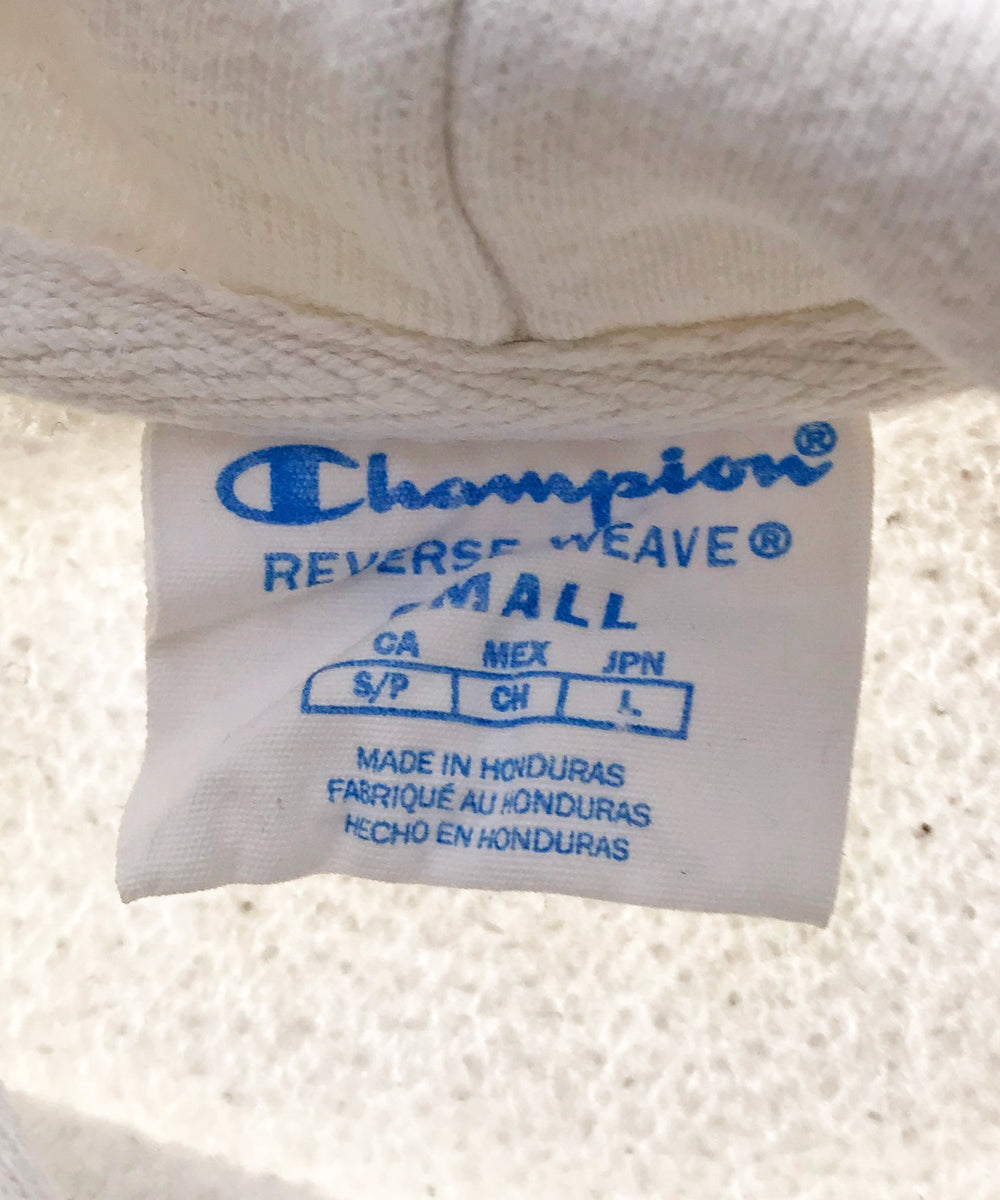 Champion®
REVERSE WEAVE®
SMALL
CA MEX JPN
S/P CH L
MADE IN HONDURAS
FABRIQUÉ AU HONDURAS
HECHO EN HONDURAS